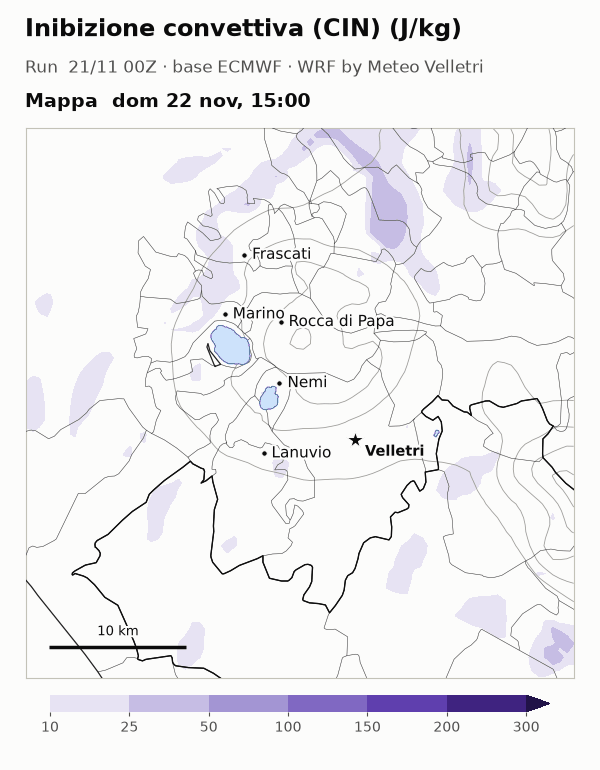 Inibizione convettiva (CIN) (J/kg)
Run  21/11 00Z · base ECMWF · WRF by Meteo Velletri
Mappa  dom 22 nov, 15:00
Frascati
Marino
Rocca di Papa
Nemi
Velletri
Lanuvio
10 km
10 25 50 100 150 200 300